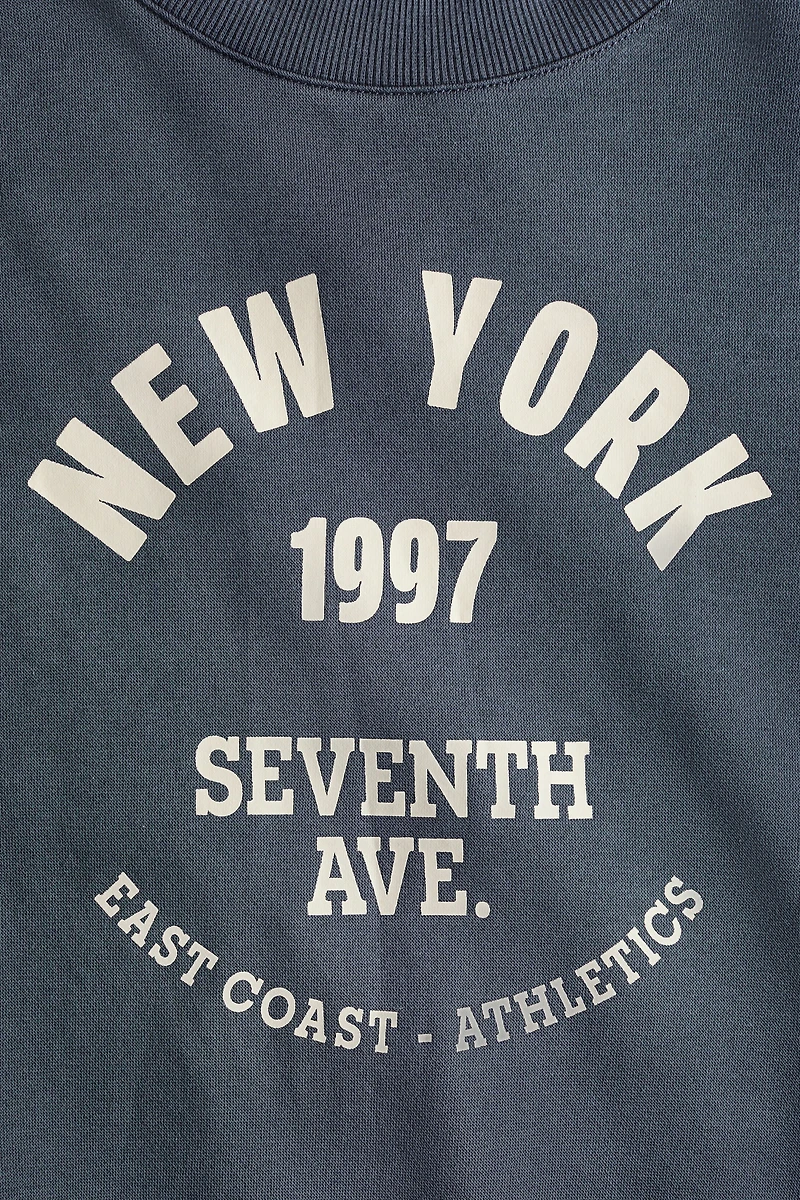 NEW YORK
1997
SEVENTH
AVE.
EAST COAST - ATHLETICS